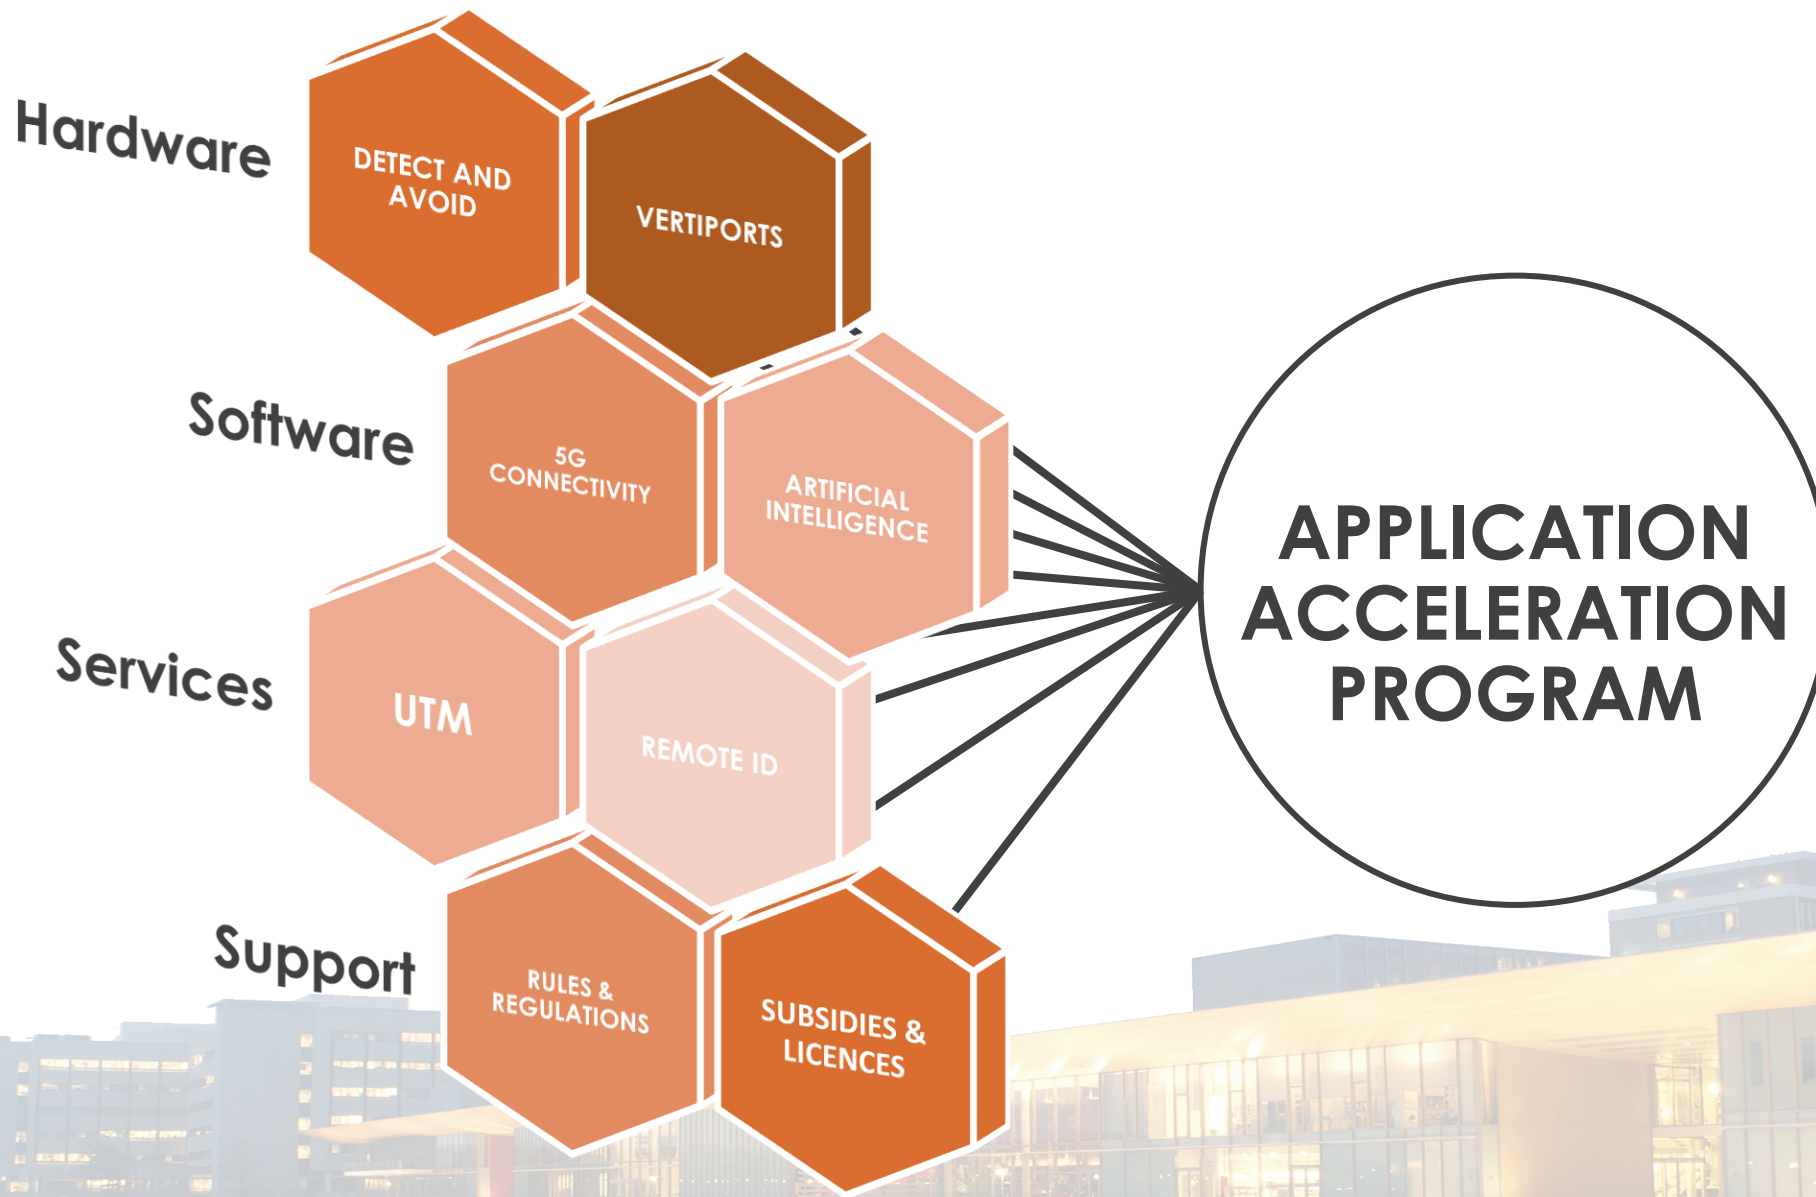 Hardware
DETECT AND
AVOID
VERTIPORTS
Software
5G
CONNECTIVITY
ARTIFICIAL
INTELLIGENCE
Services
UTM
REMOTE ID
Support
RULES &
REGULATIONS
SUBSIDIES &
LICENCES
APPLICATION
ACCELERATION
PROGRAM